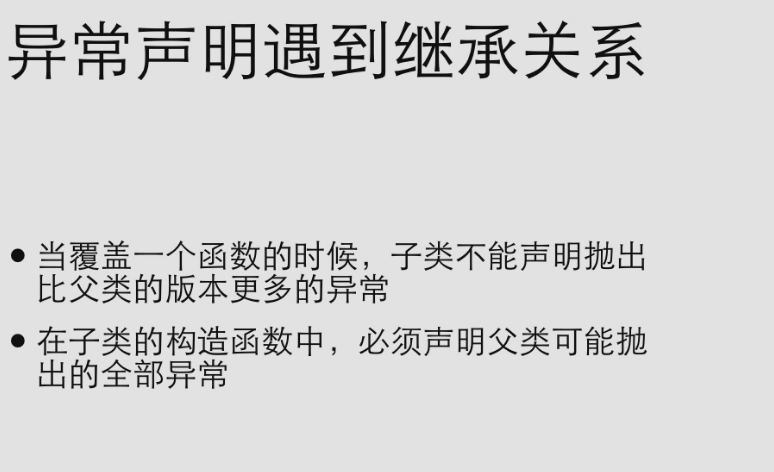 异常声明遇到继承关系
• 当覆盖一个函数的时候，子类不能声明抛出
比父类的版本更多的异常
• 在子类的构造函数中，必须声明父类可能抛
出的全部异常